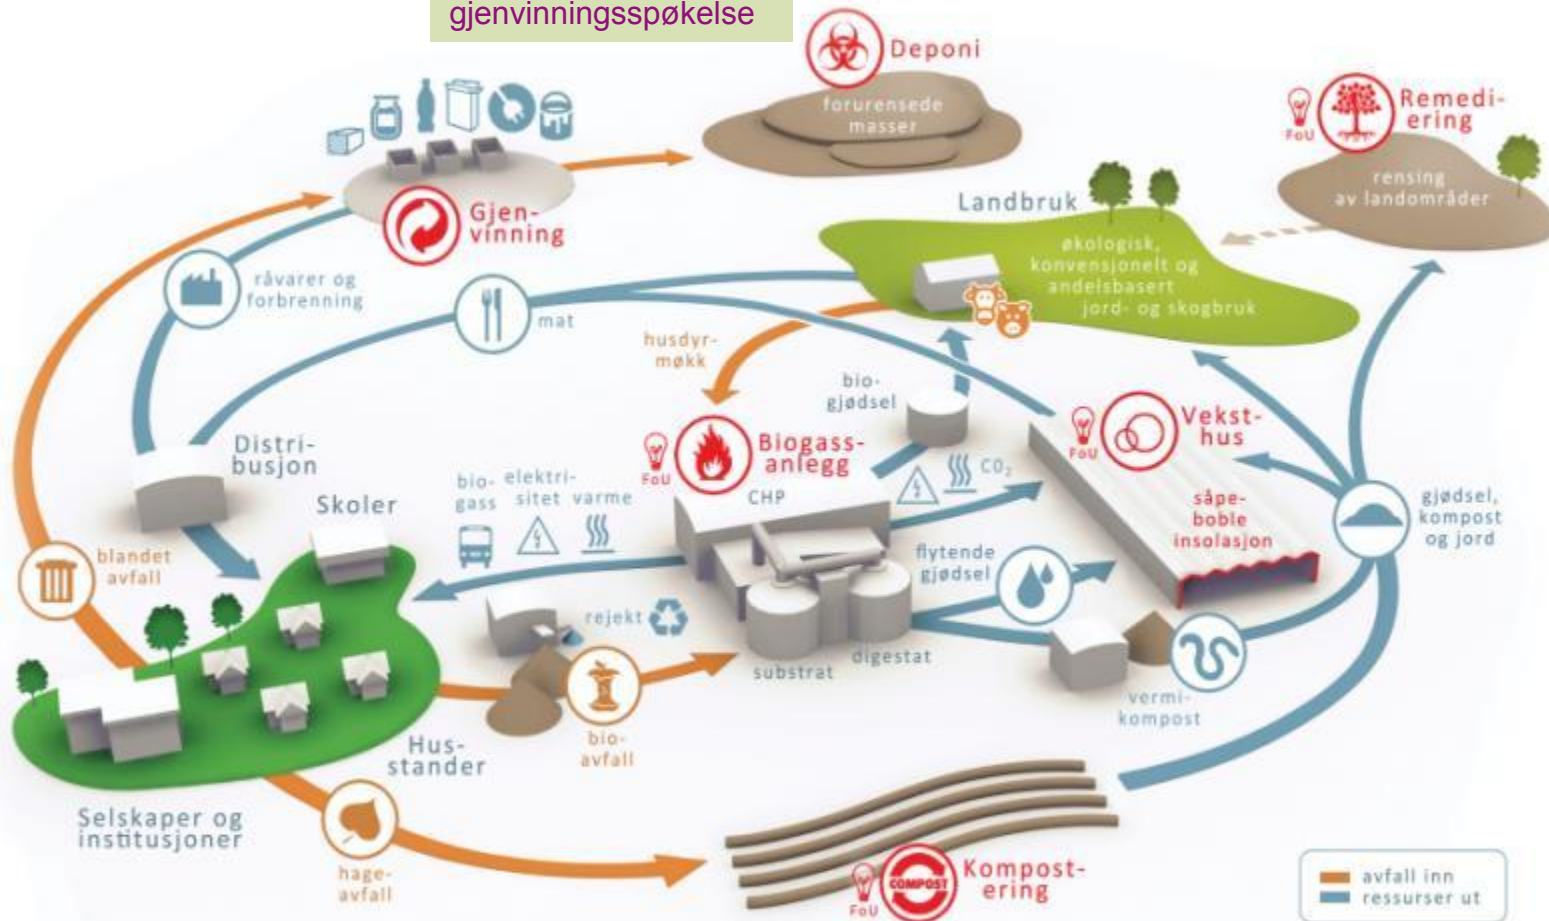 gjenvinningsspøkelse
Deponi
forurensede
masser
FoU
Remedi-
ering
rensing
av landområder
Gjen-
vinning
Landbruk
økologisk,
konvensjonelt og
andelsbasert
jord- og skogbruk
råvarer og
forbrenning
mat
husdyr-
møkk
bio-
gjødsel
Distri-
busjon
FoU
Biogass-
anlegg
CHP
CO₂
FoU
Vekst-
hus
såpe-
boble
insolasjon
gjødsel,
kompost
og jord
Skoler
bio-
gass
elektri-
sitet
varme
blandet
avfall
flytende
gjødsel
rejekt
substrat
digestat
vermi-
kompost
bio-
avfall
Hus-
stander
Selskaper og
institusjoner
hage-
avfall
FoU
COMPOST
Kompost-
ering
avfall inn
ressurser ut